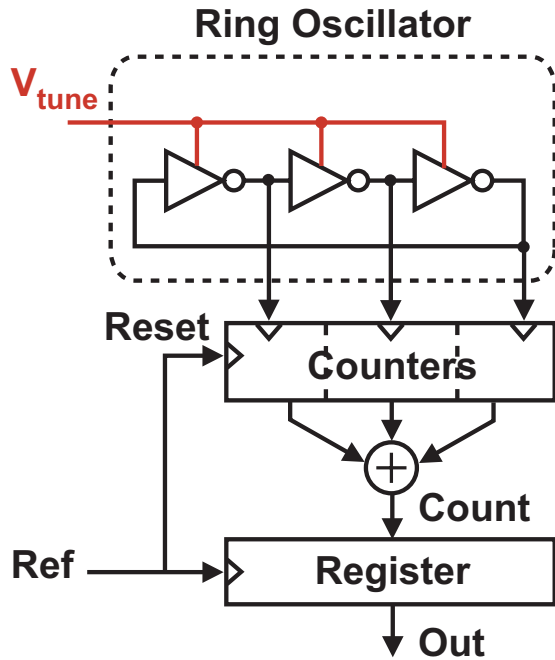 Ring Oscillator
Vtune
Reset
Counters
Count
Ref
Register
Out